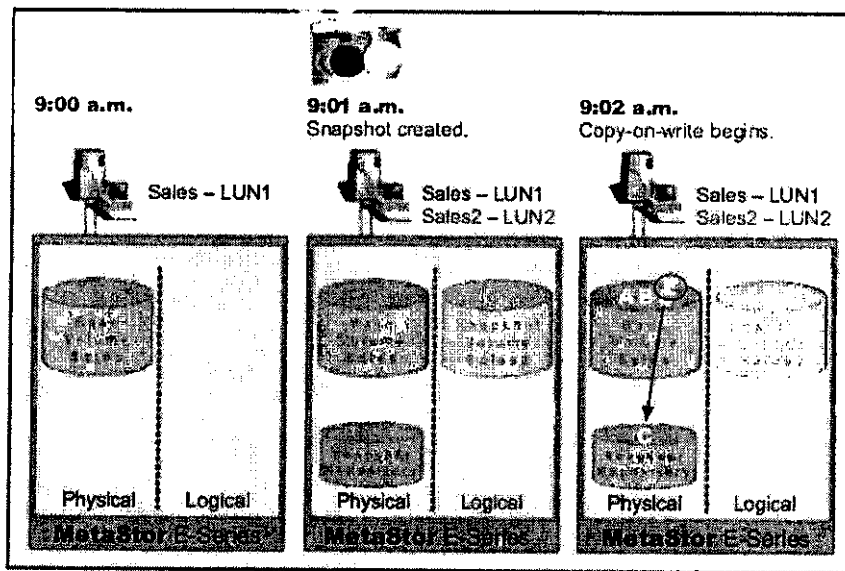 9:00 a.m.
Sales – LUN1
Physical
Logical
MetaStor E-Series
9:01 a.m.
Snapshot created.
Sales – LUN1
Sales2 – LUN2
Physical
Logical
MetaStor E-Series
9:02 a.m.
Copy-on-write begins.
Sales – LUN1
Sales2 – LUN2
Physical
Logical
MetaStor E-Series